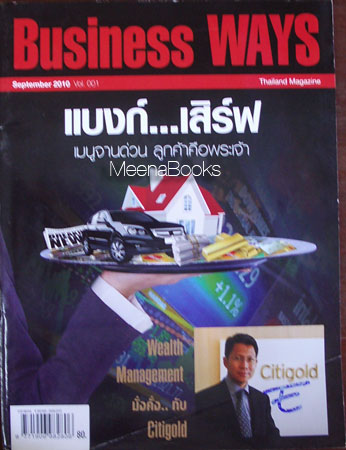 Business WAYS
September 2010 Vol. 001
Thailand Magazine
แบงก์...เสิร์ฟ
เมนูจานด่วน ลูกค้าคือพระเจ้า
MeenaBooks
NEW
+1.1%
Wealth
Management
มั่งคั่ง.. กับ
Citigold
Citigold
80.